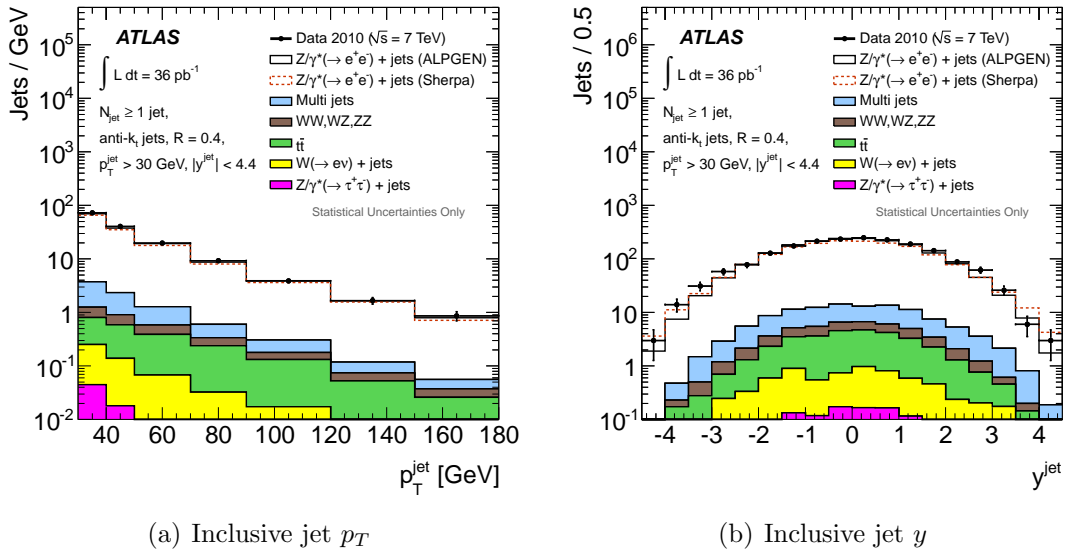 Jets / GeV
10⁵
10⁴
10³
10²
10
1
10⁻¹
10⁻²
ATLAS
∫ L dt = 36 pb⁻¹
N_jet ≥ 1 jet,
anti-k_t jets, R = 0.4,
p_T^jet > 30 GeV, |y^jet| < 4.4
Data 2010 (√s = 7 TeV)
Z/γ*(→ e⁺e⁻) + jets (ALPGEN)
Z/γ*(→ e⁺e⁻) + jets (Sherpa)
Multi jets
WW,WZ,ZZ
tt̄
W(→ eν) + jets
Z/γ*(→ τ⁺τ⁻) + jets
Statistical Uncertainties Only
40 60 80 100 120 140 160 180
p_T^jet [GeV]
(a) Inclusive jet p_T
Jets / 0.5
10⁶
10⁵
10⁴
10³
10²
10
1
10⁻¹
ATLAS
∫ L dt = 36 pb⁻¹
N_jet ≥ 1 jet,
anti-k_t jets, R = 0.4,
p_T^jet > 30 GeV, |y^jet| < 4.4
Data 2010 (√s = 7 TeV)
Z/γ*(→ e⁺e⁻) + jets (ALPGEN)
Z/γ*(→ e⁺e⁻) + jets (Sherpa)
Multi jets
WW,WZ,ZZ
tt̄
W(→ eν) + jets
Z/γ*(→ τ⁺τ⁻) + jets
Statistical Uncertainties Only
-4 -3 -2 -1 0 1 2 3 4
y^jet
(b) Inclusive jet y